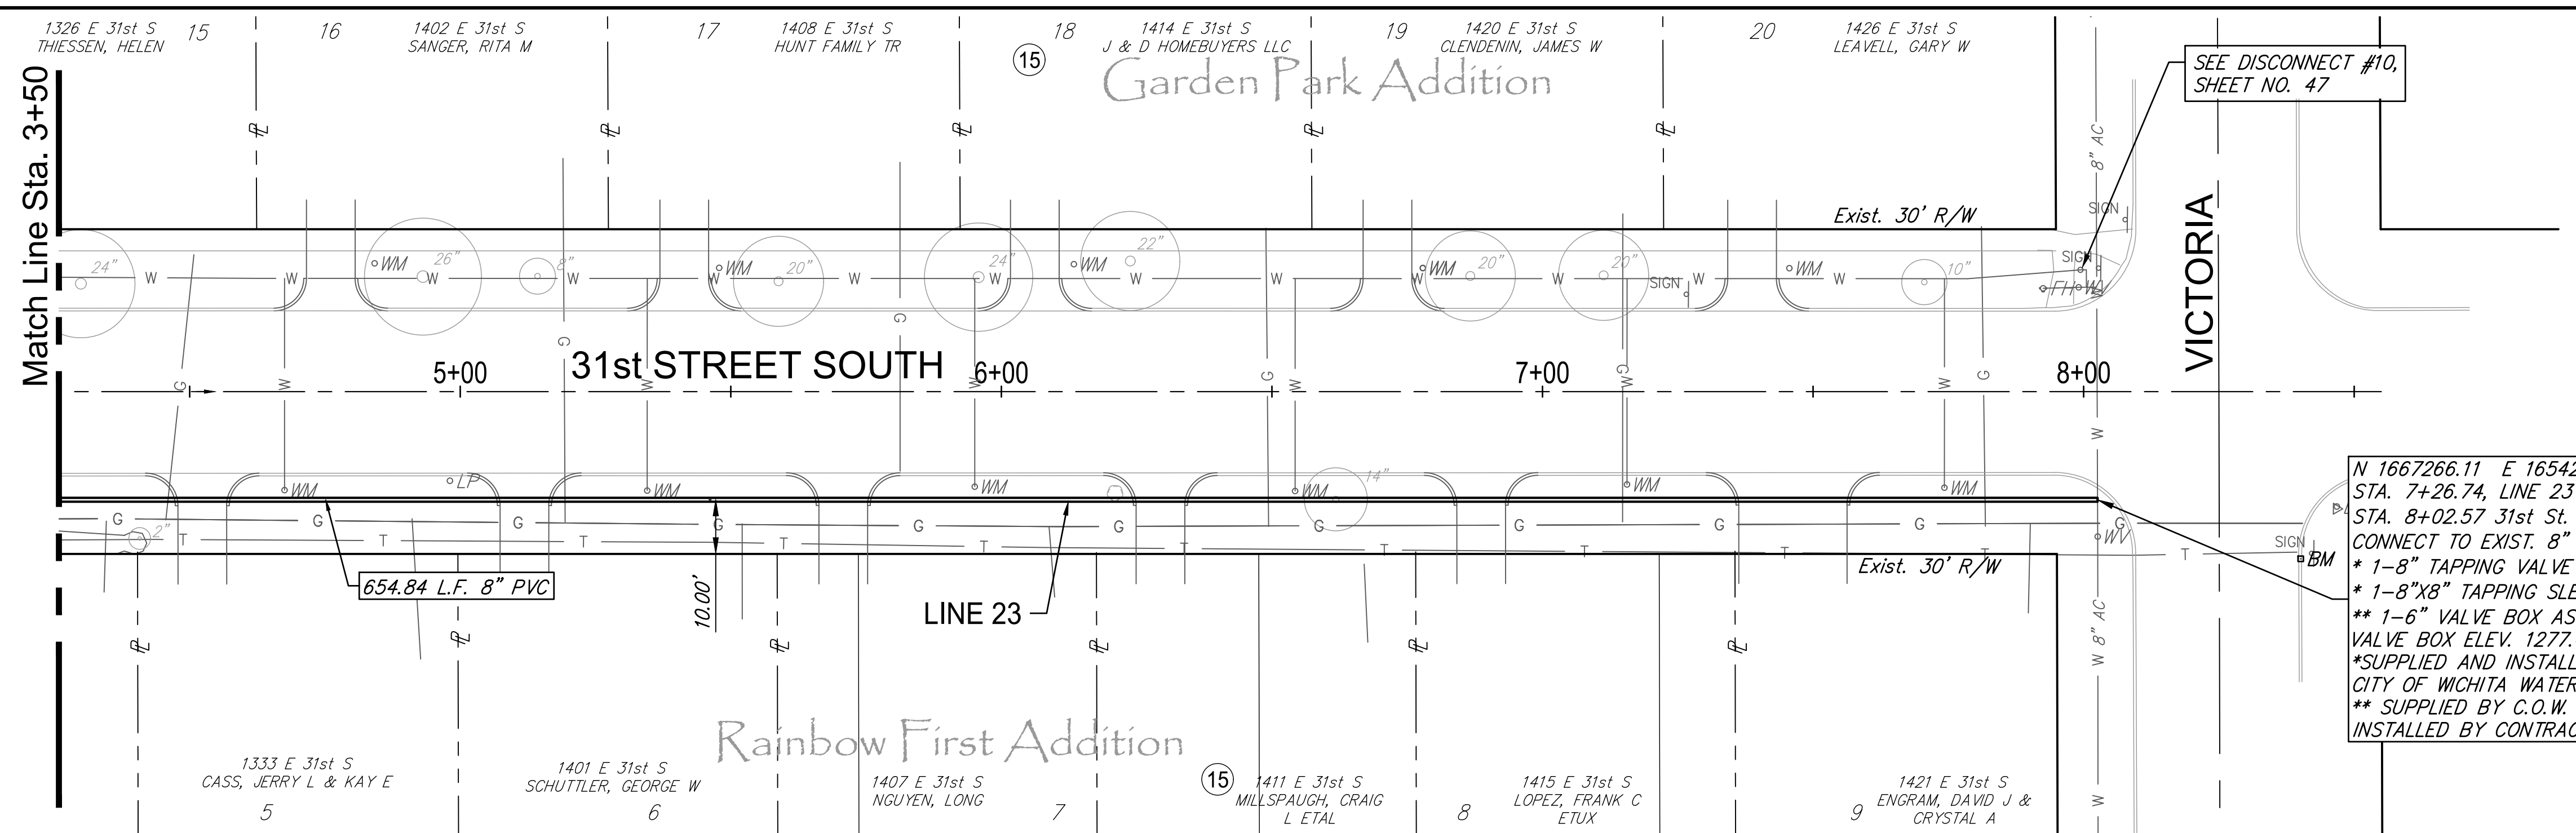 1326 E 31st S
THIESSEN, HELEN
15
16
1402 E 31st S
SANGER, RITA M
17
1408 E 31st S
HUNT FAMILY TR
15
18
1414 E 31st S
J & D HOMEBUYERS LLC
19
1420 E 31st S
CLENDENIN, JAMES W
20
1426 E 31st S
LEAVELL, GARY W
Garden Park Addition
SEE DISCONNECT #10,
SHEET NO. 47
Match Line Sta. 3+50
8" AC
VICTORIA
Exist. 30' R/W
SIGN
SIGN
SIGN
24"
W
W
WM
26"
W
8"
W
W
WM
20"
W
24"
W
WM
22"
W
W
W
WM
20"
W
20"
W
W
WM
10"
FH
W
31st STREET SOUTH
5+00
6+00
7+00
8+00
G
W
G
W
G
W
G
W
G
W
W
G
W
WM
LP
WM
WM
WM
14"
WM
WM
G
G
G
G
G
G
G
G
G
G
G
2"
T
T
T
T
T
T
T
T
T
T
T
WV
SIGN
BM
Exist. 30' R/W
654.84 L.F. 8" PVC
10.00'
LINE 23
W 8" AC
W
N 1667266.11 E 16542
STA. 7+26.74, LINE 23
STA. 8+02.57 31st St.
CONNECT TO EXIST. 8"
* 1-8" TAPPING VALVE
* 1-8"X8" TAPPING SLE
** 1-6" VALVE BOX AS
VALVE BOX ELEV. 1277.
*SUPPLIED AND INSTALL
CITY OF WICHITA WATER
** SUPPLIED BY C.O.W.
INSTALLED BY CONTRAC
Rainbow First Addition
1333 E 31st S
CASS, JERRY L & KAY E
5
1401 E 31st S
SCHUTTLER, GEORGE W
6
1407 E 31st S
NGUYEN, LONG
7
15
1411 E 31st S
MILLSPAUGH, CRAIG
L ETAL
8
1415 E 31st S
LOPEZ, FRANK C
ETUX
9
1421 E 31st S
ENGRAM, DAVID J &
CRYSTAL A